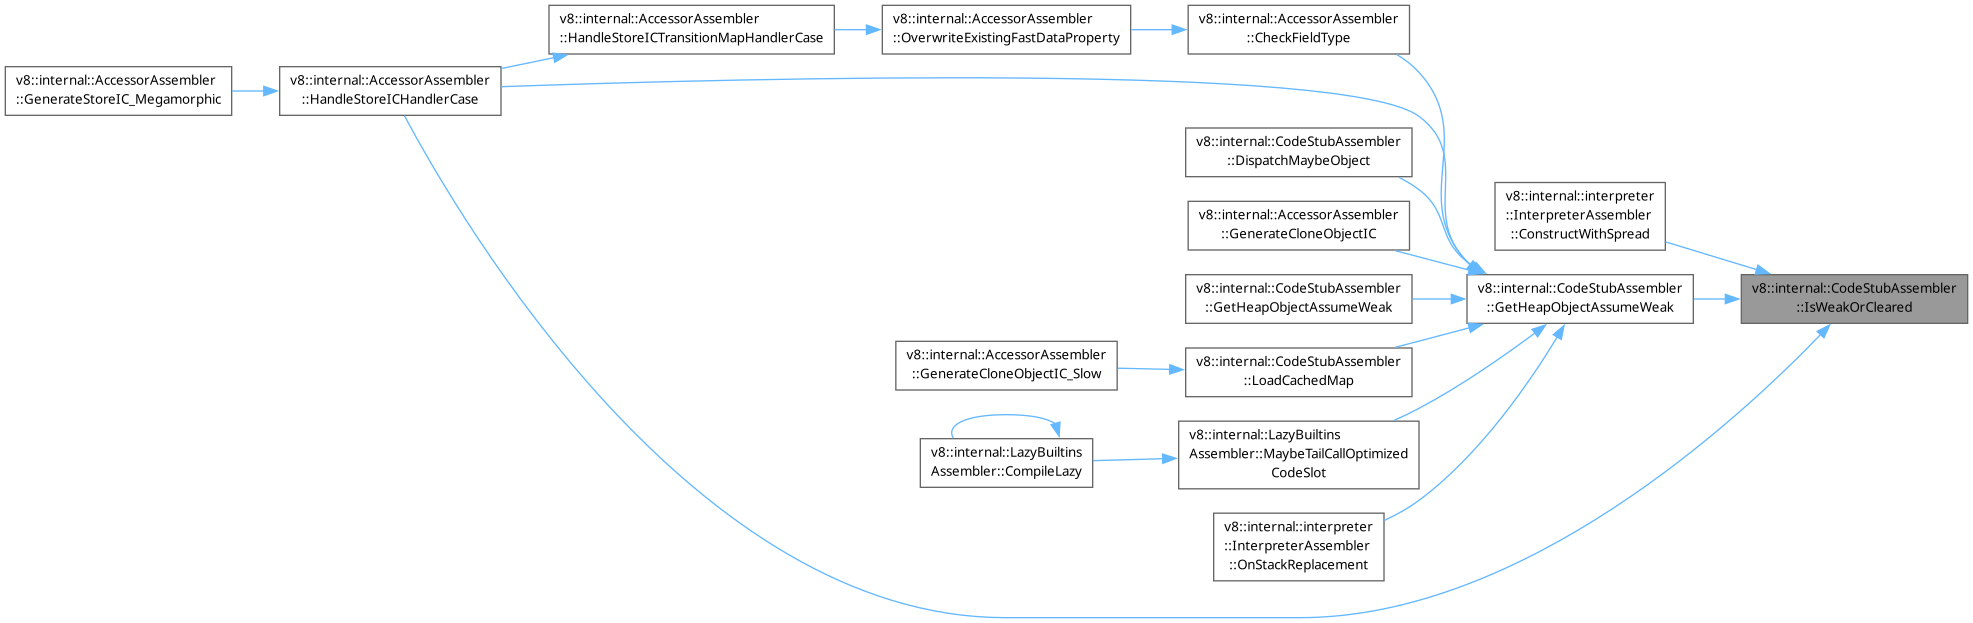 v8::internal::AccessorAssembler
::GenerateStoreIC_Megamorphic
v8::internal::AccessorAssembler
::HandleStoreICHandlerCase
v8::internal::AccessorAssembler
::HandleStoreICTransitionMapHandlerCase
v8::internal::AccessorAssembler
::OverwriteExistingFastDataProperty
v8::internal::AccessorAssembler
::CheckFieldType
v8::internal::CodeStubAssembler
::DispatchMaybeObject
v8::internal::AccessorAssembler
::GenerateCloneObjectIC
v8::internal::CodeStubAssembler
::GetHeapObjectAssumeWeak
v8::internal::AccessorAssembler
::GenerateCloneObjectIC_Slow
v8::internal::CodeStubAssembler
::LoadCachedMap
v8::internal::LazyBuiltins
Assembler::CompileLazy
v8::internal::LazyBuiltins
Assembler::MaybeTailCallOptimized
CodeSlot
v8::internal::interpreter
::InterpreterAssembler
::OnStackReplacement
v8::internal::interpreter
::InterpreterAssembler
::ConstructWithSpread
v8::internal::CodeStubAssembler
::GetHeapObjectAssumeWeak
v8::internal::CodeStubAssembler
::IsWeakOrCleared